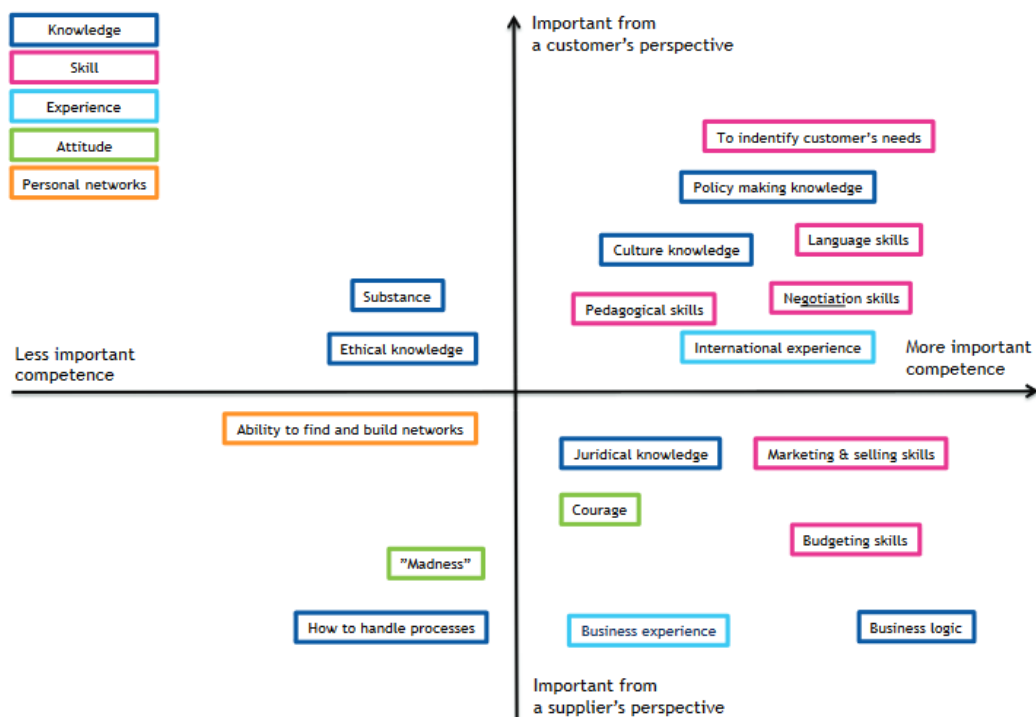 Knowledge
Skill
Experience
Attitude
Personal networks
Important from
a customer's perspective
To indentify customer's needs
Policy making knowledge
Language skills
Culture knowledge
Substance
Negotiation skills
Pedagogical skills
Ethical knowledge
International experience
Less important
competence
More important
competence
Ability to find and build networks
Juridical knowledge
Marketing & selling skills
Courage
Budgeting skills
"Madness"
How to handle processes
Business experience
Business logic
Important from
a supplier's perspective